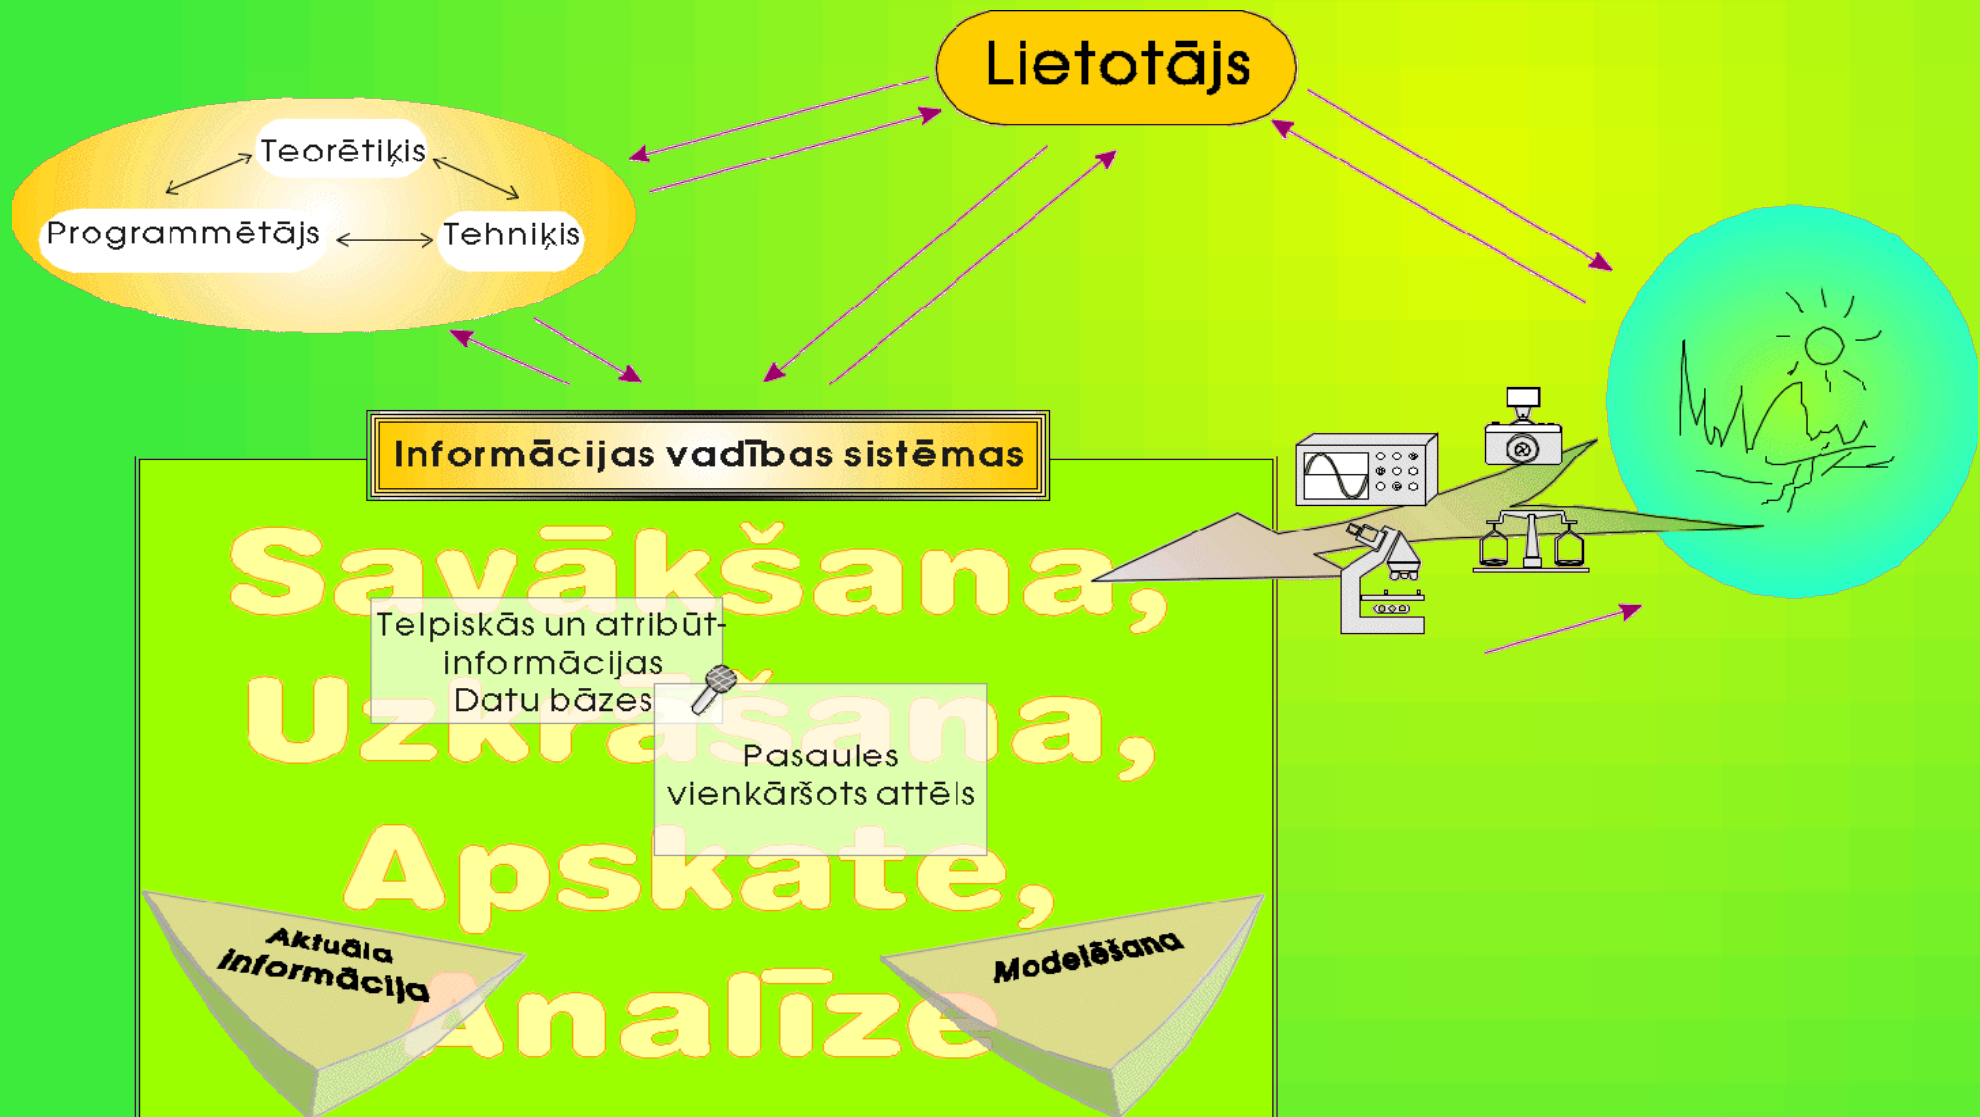 Lietotājs
Teorētiķis
Programmētājs
Tehniķis
Informācijas vadības sistēmas
Savākšana,
Telpiskās un atribūt-
informācijas
Datu bāzes
Uzkrāšana,
Pasaules
vienkāršots attēls
Apskate,
Aktuāla
informācija
Modelēšana
Analīze